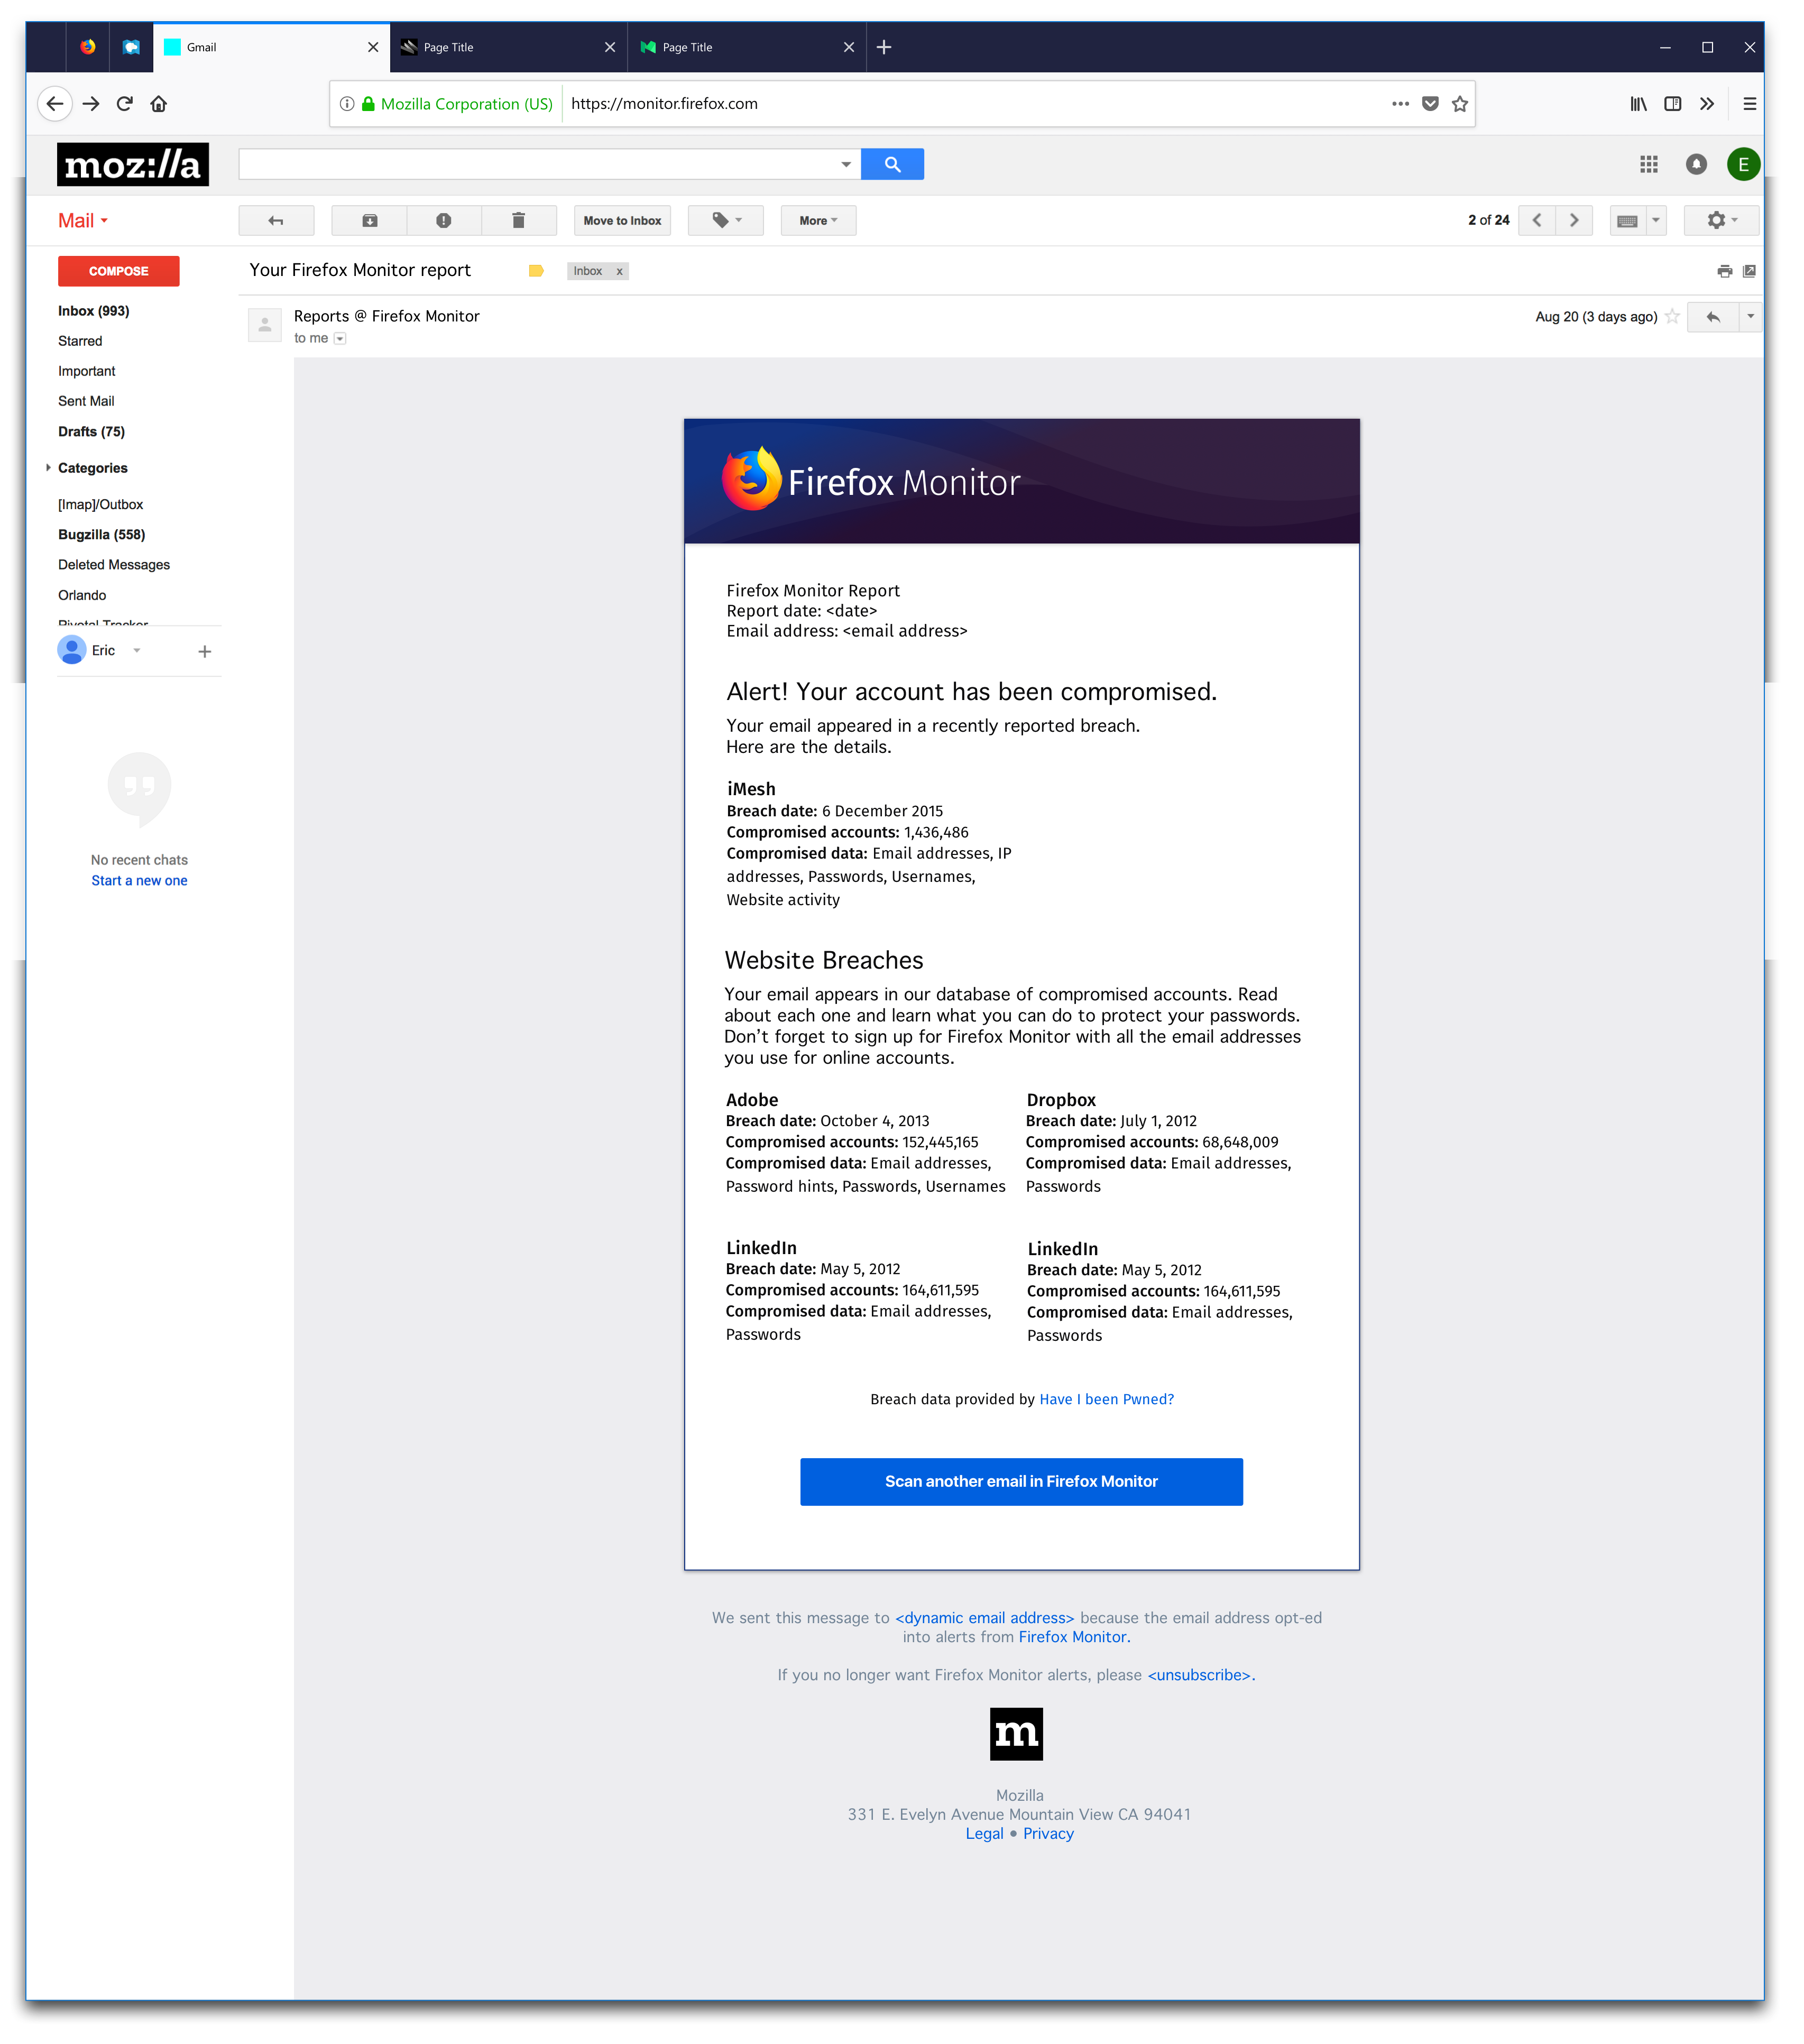 Gmail
Page Title
Page Title
Mozilla Corporation (US)
https://monitor.firefox.com
moz://a
Mail
Move to Inbox
More
2 of 24
COMPOSE
Your Firefox Monitor report
Inbox x
Inbox (993)
Starred
Important
Sent Mail
Drafts (75)
Categories
[Imap]/Outbox
Bugzilla (558)
Deleted Messages
Orlando
Pivotal Tracker
Eric
No recent chats
Start a new one
Reports @ Firefox Monitor
to me
Aug 20 (3 days ago)
E
Firefox Monitor
Firefox Monitor Report
Report date: <date>
Email address: <email address>
Alert! Your account has been compromised.
Your email appeared in a recently reported breach.
Here are the details.
iMesh
Breach date: 6 December 2015
Compromised accounts: 1,436,486
Compromised data: Email addresses, IP
addresses, Passwords, Usernames,
Website activity
Website Breaches
Your email appears in our database of compromised accounts. Read
about each one and learn what you can do to protect your passwords.
Don’t forget to sign up for Firefox Monitor with all the email addresses
you use for online accounts.
Adobe
Breach date: October 4, 2013
Compromised accounts: 152,445,165
Compromised data: Email addresses,
Password hints, Passwords, Usernames
Dropbox
Breach date: July 1, 2012
Compromised accounts: 68,648,009
Compromised data: Email addresses,
Passwords
LinkedIn
Breach date: May 5, 2012
Compromised accounts: 164,611,595
Compromised data: Email addresses,
Passwords
LinkedIn
Breach date: May 5, 2012
Compromised accounts: 164,611,595
Compromised data: Email addresses,
Passwords
Breach data provided by Have I been Pwned?
Scan another email in Firefox Monitor
We sent this message to <dynamic email address> because the email address opt-ed
into alerts from Firefox Monitor.
If you no longer want Firefox Monitor alerts, please <unsubscribe>.
m
Mozilla
331 E. Evelyn Avenue Mountain View CA 94041
Legal • Privacy